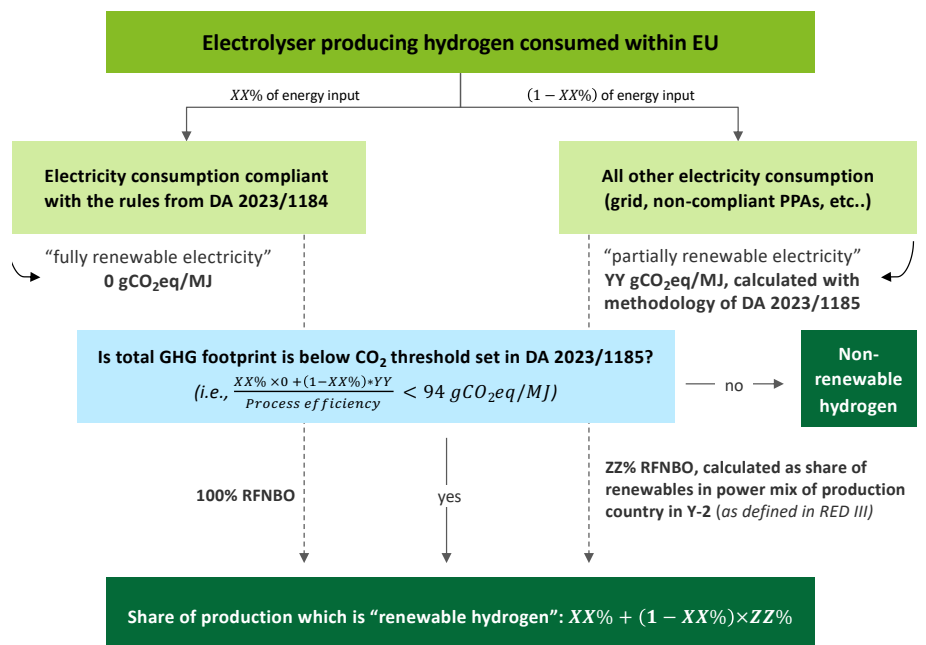 Electrolyser producing hydrogen consumed within EU
XX% of energy input
(1 − XX%) of energy input
Electricity consumption compliant
with the rules from DA 2023/1184
All other electricity consumption
(grid, non-compliant PPAs, etc..)
“fully renewable electricity”
0 gCO₂eq/MJ
“partially renewable electricity”
YY gCO₂eq/MJ, calculated with
methodology of DA 2023/1185
Is total GHG footprint is below CO₂ threshold set in DA 2023/1185?
(i.e., XX% ×0 +(1−XX%)*YY / Process efficiency < 94 gCO₂eq/MJ)
no
Non-
renewable
hydrogen
100% RFNBO
yes
ZZ% RFNBO, calculated as share of
renewables in power mix of production
country in Y-2 (as defined in RED III)
Share of production which is “renewable hydrogen”: XX% + (1 − XX%)×ZZ%